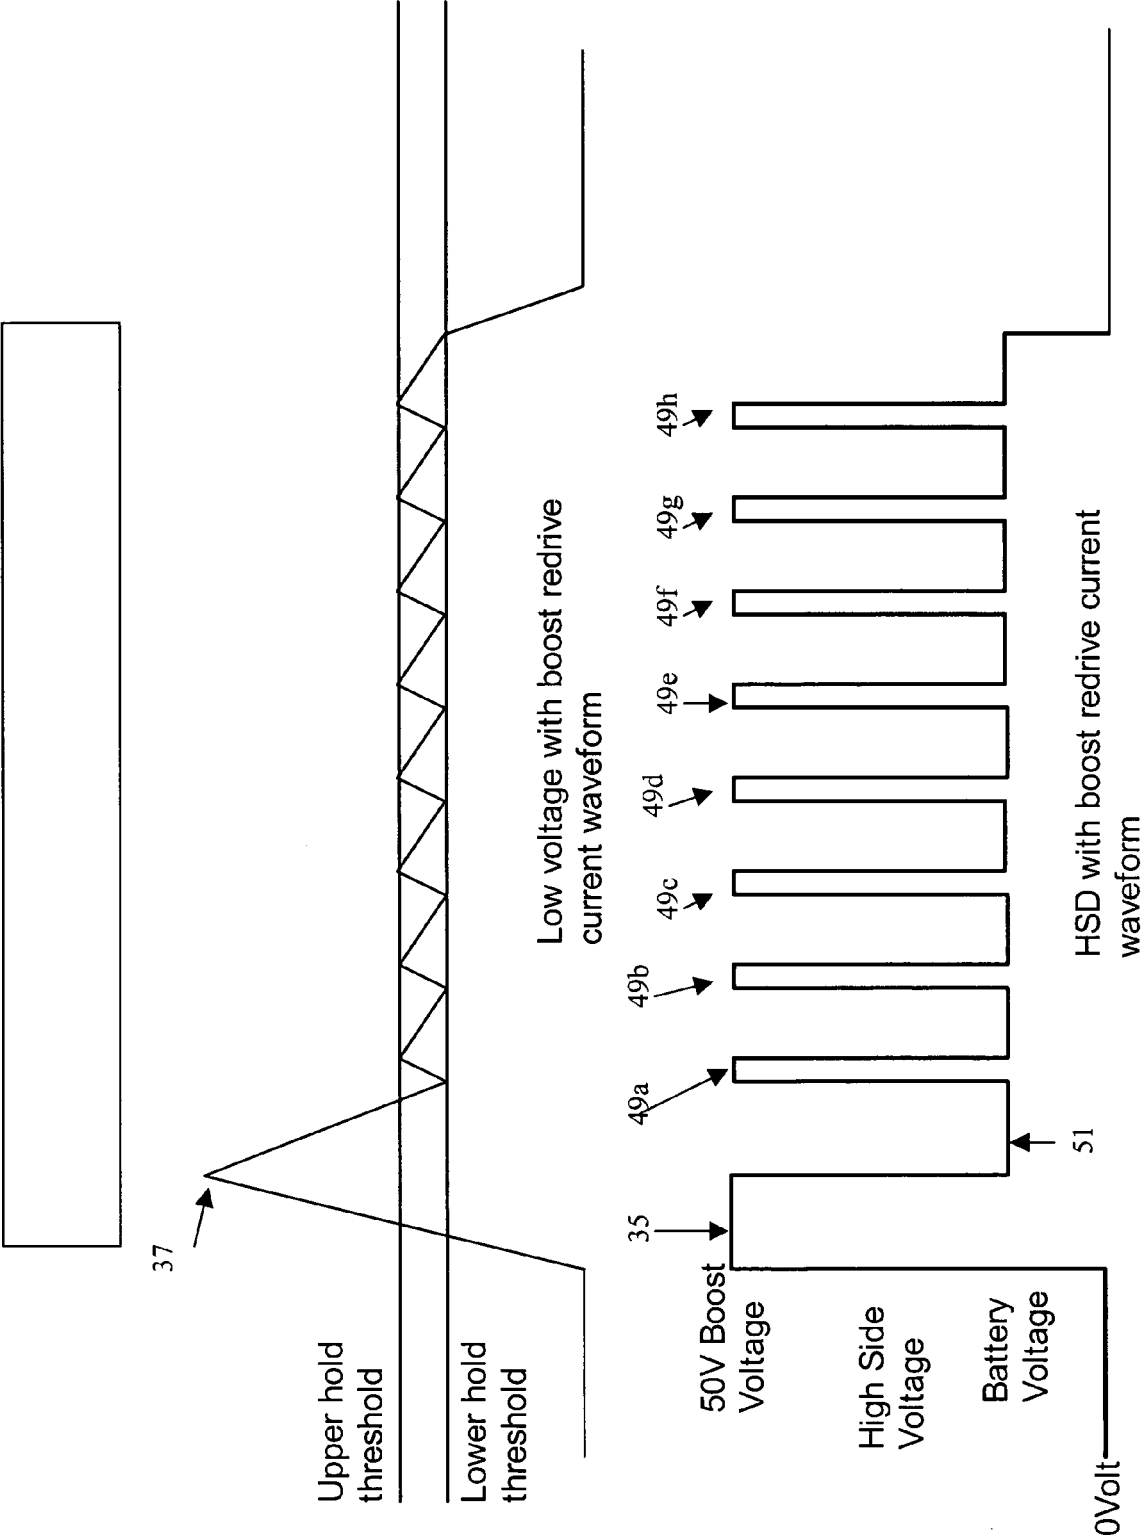 37
Upper hold
threshold
Lower hold
threshold
Low voltage with boost redrive
current waveform
35
49a
49b
49c
49d
49e
49f
49g
49h
50V Boost
Voltage
High Side
Voltage
Battery
Voltage
51
0Volt
HSD with boost redrive current
waveform